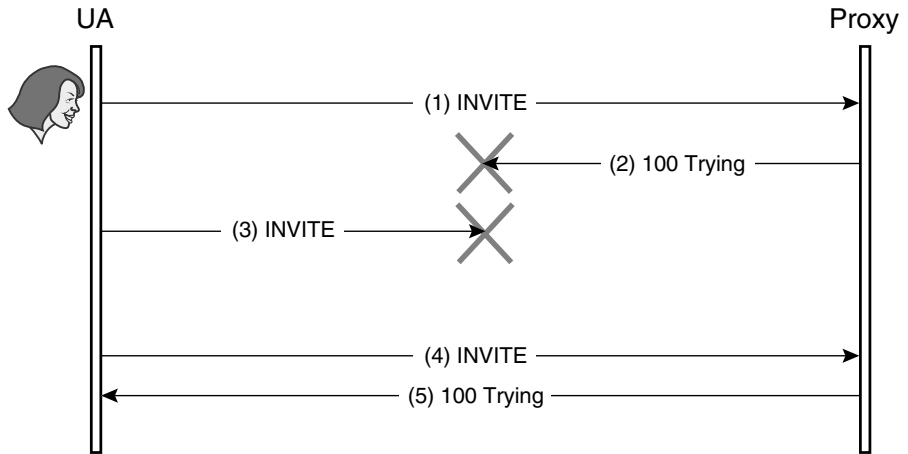 UA
Proxy
(1) INVITE
(2) 100 Trying
(3) INVITE
(4) INVITE
(5) 100 Trying